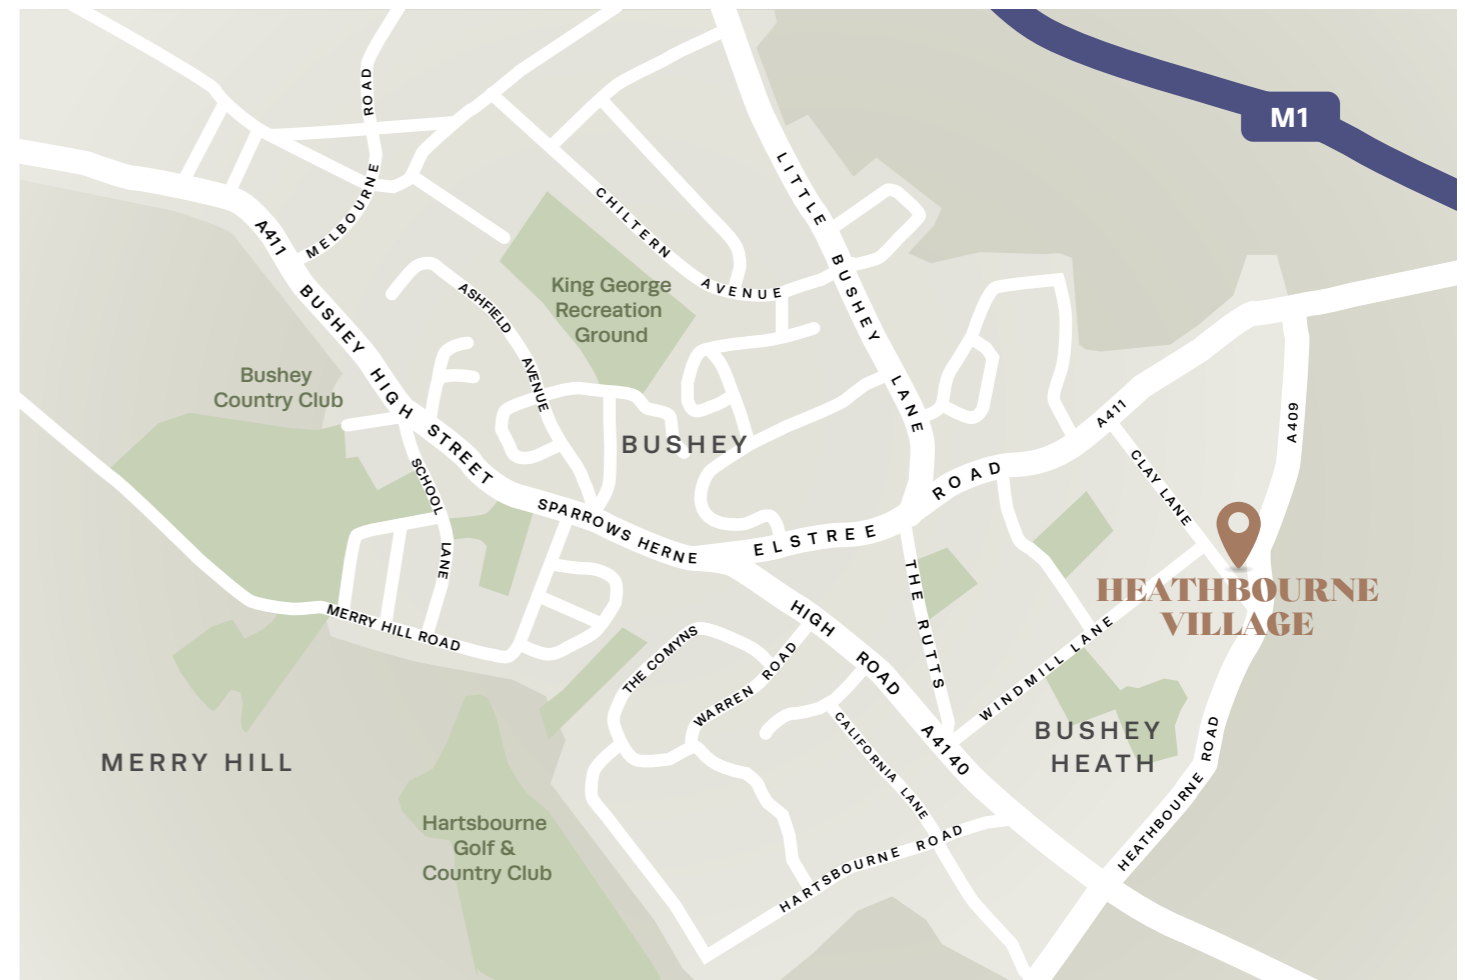 M1
MELBOURNE ROAD
A411
BUSHEY HIGH STREET
CHILTERN AVENUE
LITTLE BUSHEY LANE
King George
Recreation
Ground
ASHFIELD AVENUE
Bushey
Country Club
BUSHEY
A411
A409
CLAY LANE
SCHOOL LANE
SPARROWS HERNE
ELSTREE ROAD
HEATHBOURNE
VILLAGE
MERRY HILL ROAD
THE COMYNS
WARREN ROAD
HIGH ROAD
THE RUTTS
WINDMILL LANE
A4140
BUSHEY
HEATH
CALIFORNIA LANE
HEATHBOURNE ROAD
MERRY HILL
Hartsbourne
Golf &
Country Club
HARTSBOURNE ROAD